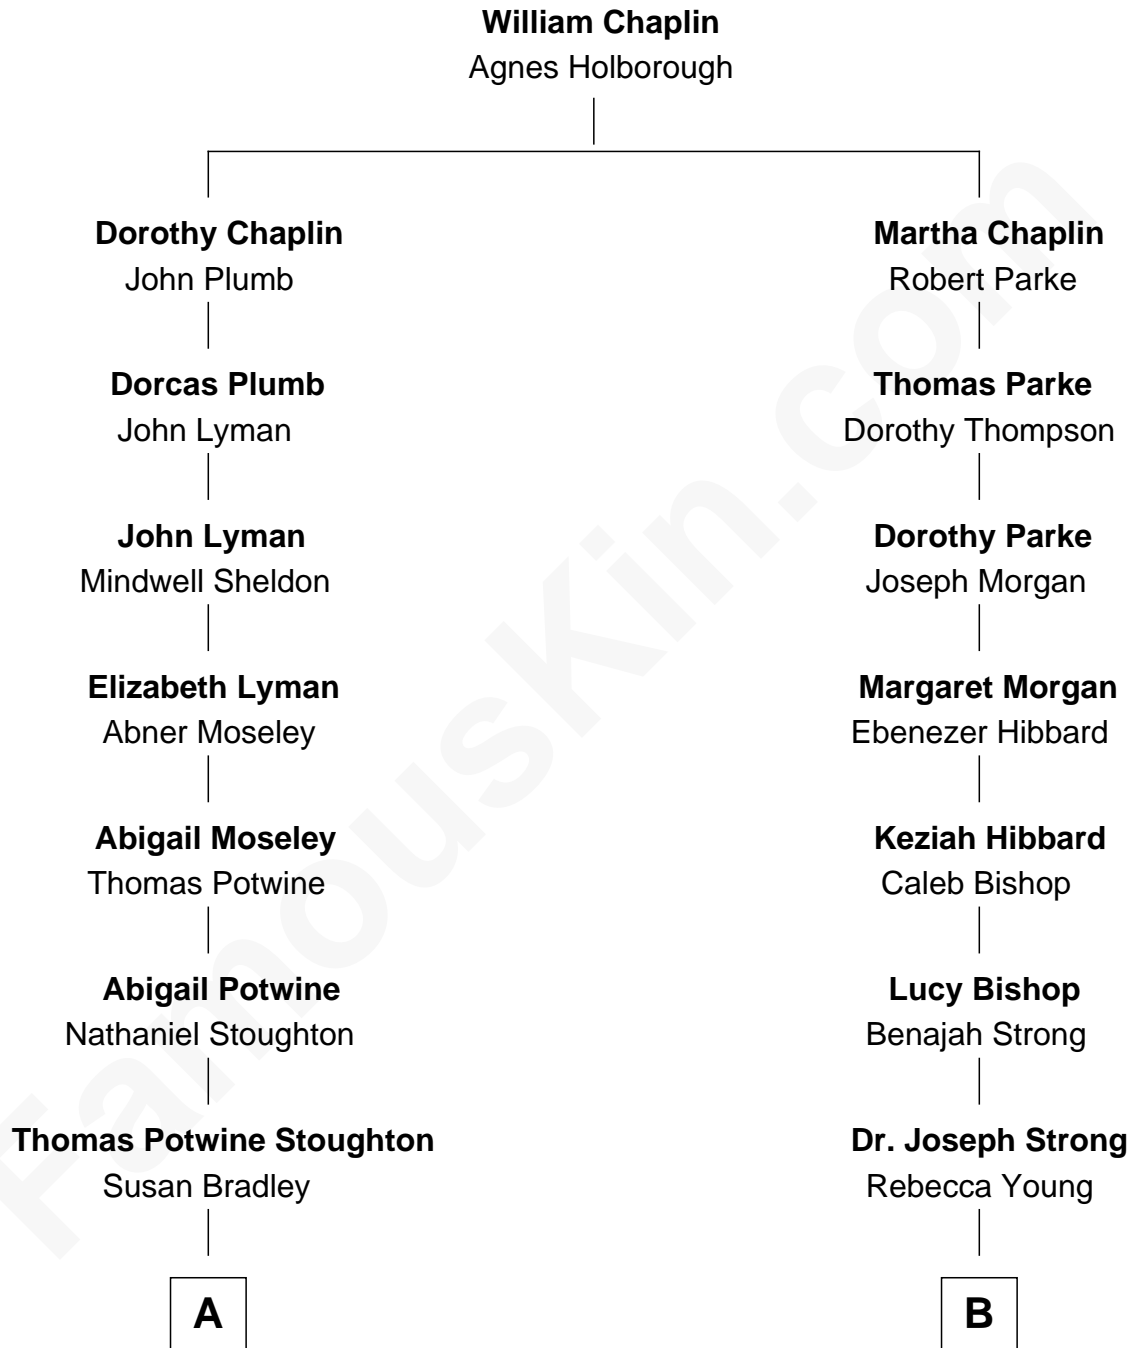 William Chaplin
Agnes Holborough
Dorothy Chaplin
John Plumb
Martha Chaplin
Robert Parke
Dorcas Plumb
John Lyman
Thomas Parke
Dorothy Thompson
John Lyman
Mindwell Sheldon
Dorothy Parke
Joseph Morgan
Elizabeth Lyman
Abner Moseley
Margaret Morgan
Ebenezer Hibbard
Abigail Moseley
Thomas Potwine
Keziah Hibbard
Caleb Bishop
Abigail Potwine
Nathaniel Stoughton
Lucy Bishop
Benajah Strong
Thomas Potwine Stoughton
Susan Bradley
Dr. Joseph Strong
Rebecca Young
A
B
FamousKin.com